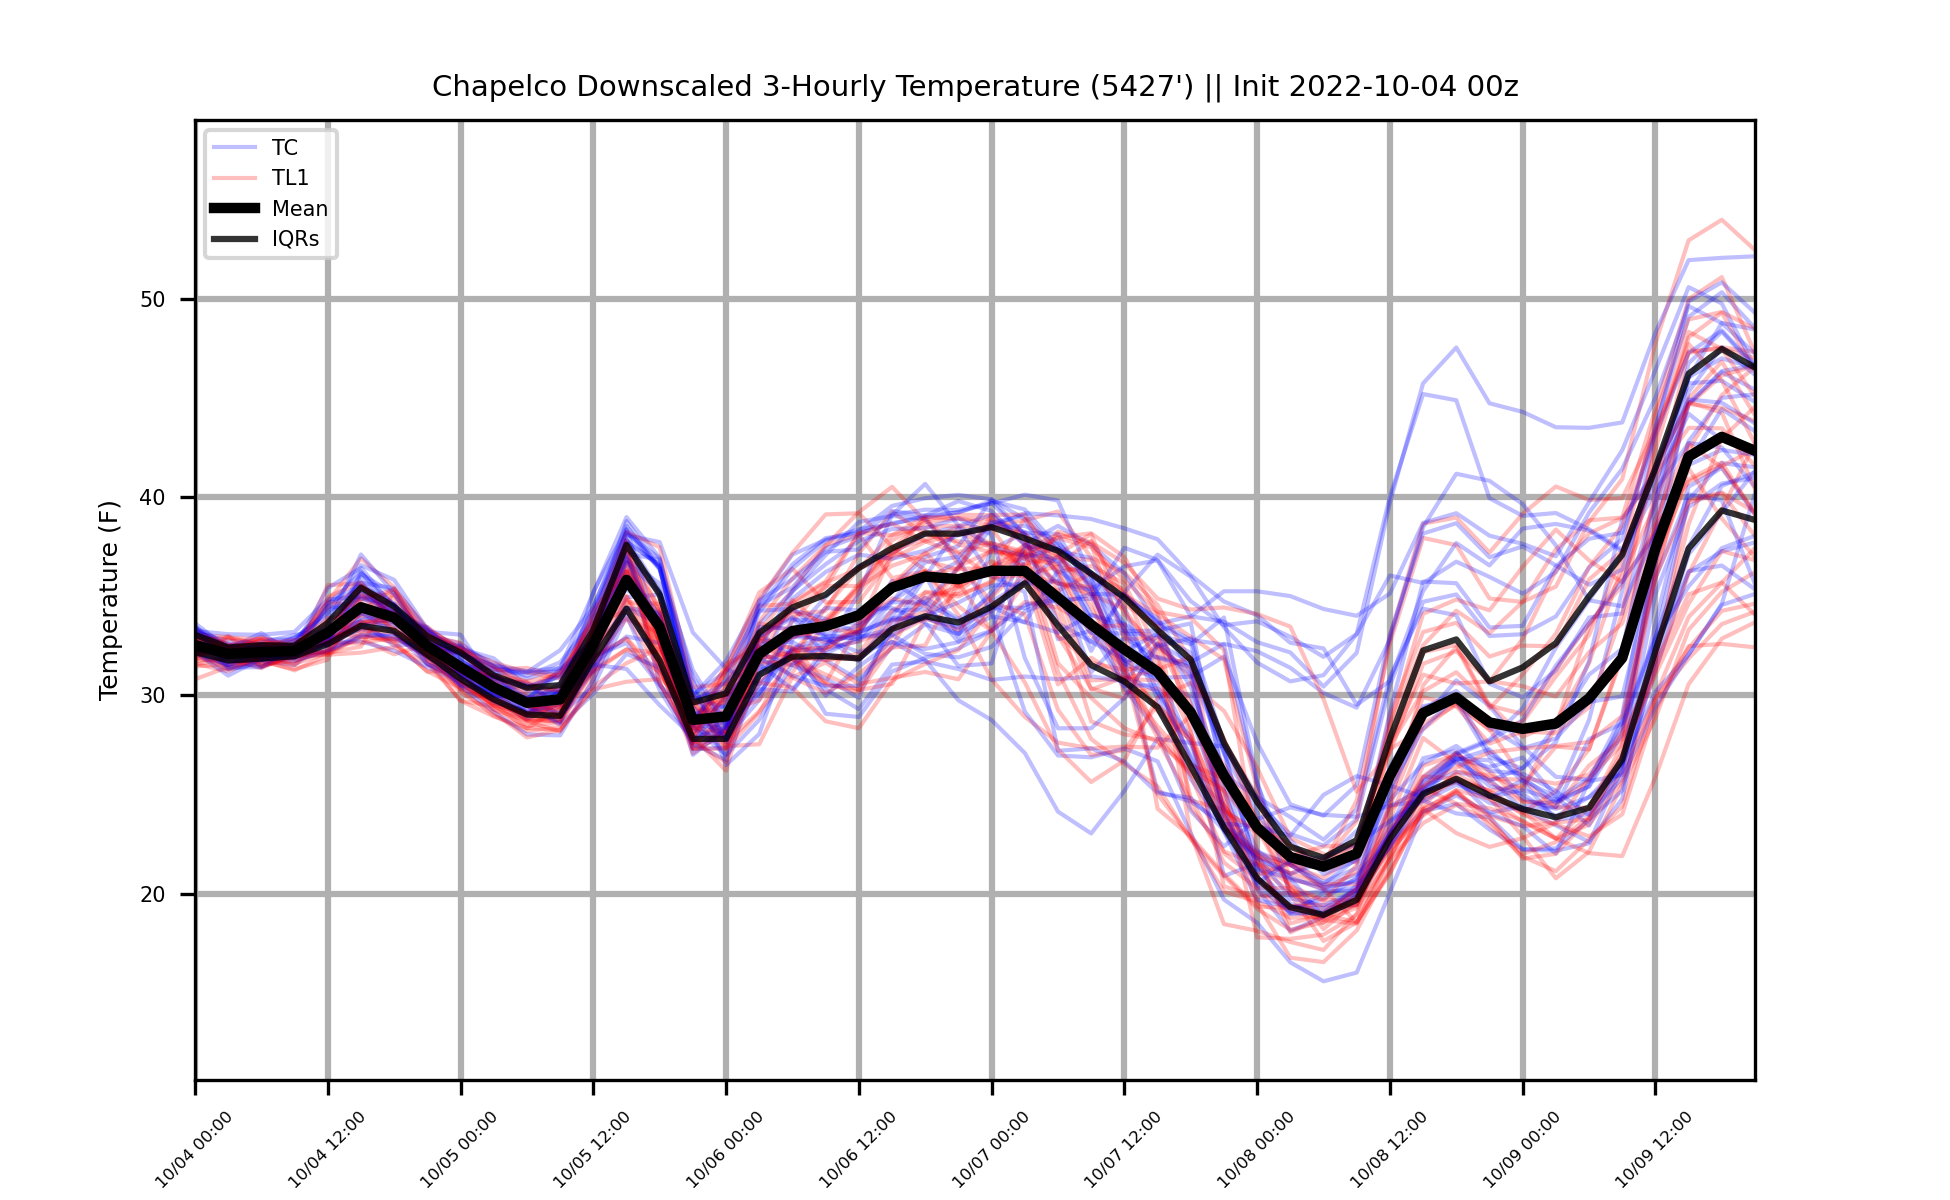 Chapelco Downscaled 3-Hourly Temperature (5427') || Init 2022-10-04 00z
TC
TL1
Mean
IQRs
Temperature (F)
50
40
30
20
10/04 00:00
10/04 12:00
10/05 00:00
10/05 12:00
10/06 00:00
10/06 12:00
10/07 00:00
10/07 12:00
10/08 00:00
10/08 12:00
10/09 00:00
10/09 12:00